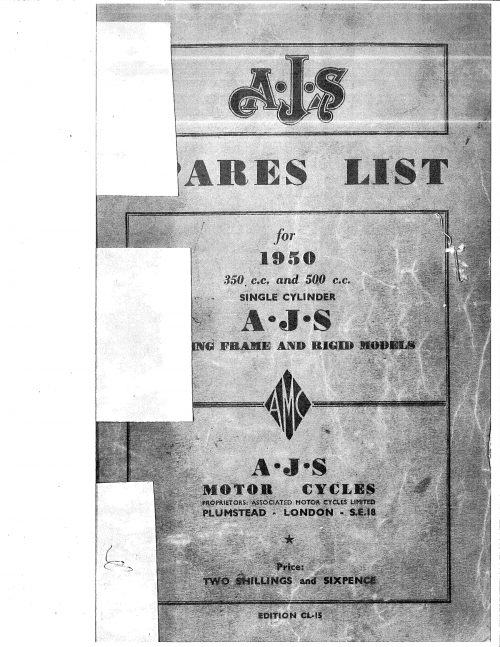 A·J·S
PARES LIST
for
1950
350 c.c. and 500 c.c.
SINGLE CYLINDER
A·J·S
ING FRAME AND RIGID MODELS
AMC
A·J·S
MOTOR CYCLES
PROPRIETORS: ASSOCIATED MOTOR CYCLES LIMITED
PLUMSTEAD - LONDON - S.E.18
★
Price:
TWO SHILLINGS and SIXPENCE
EDITION CL-15